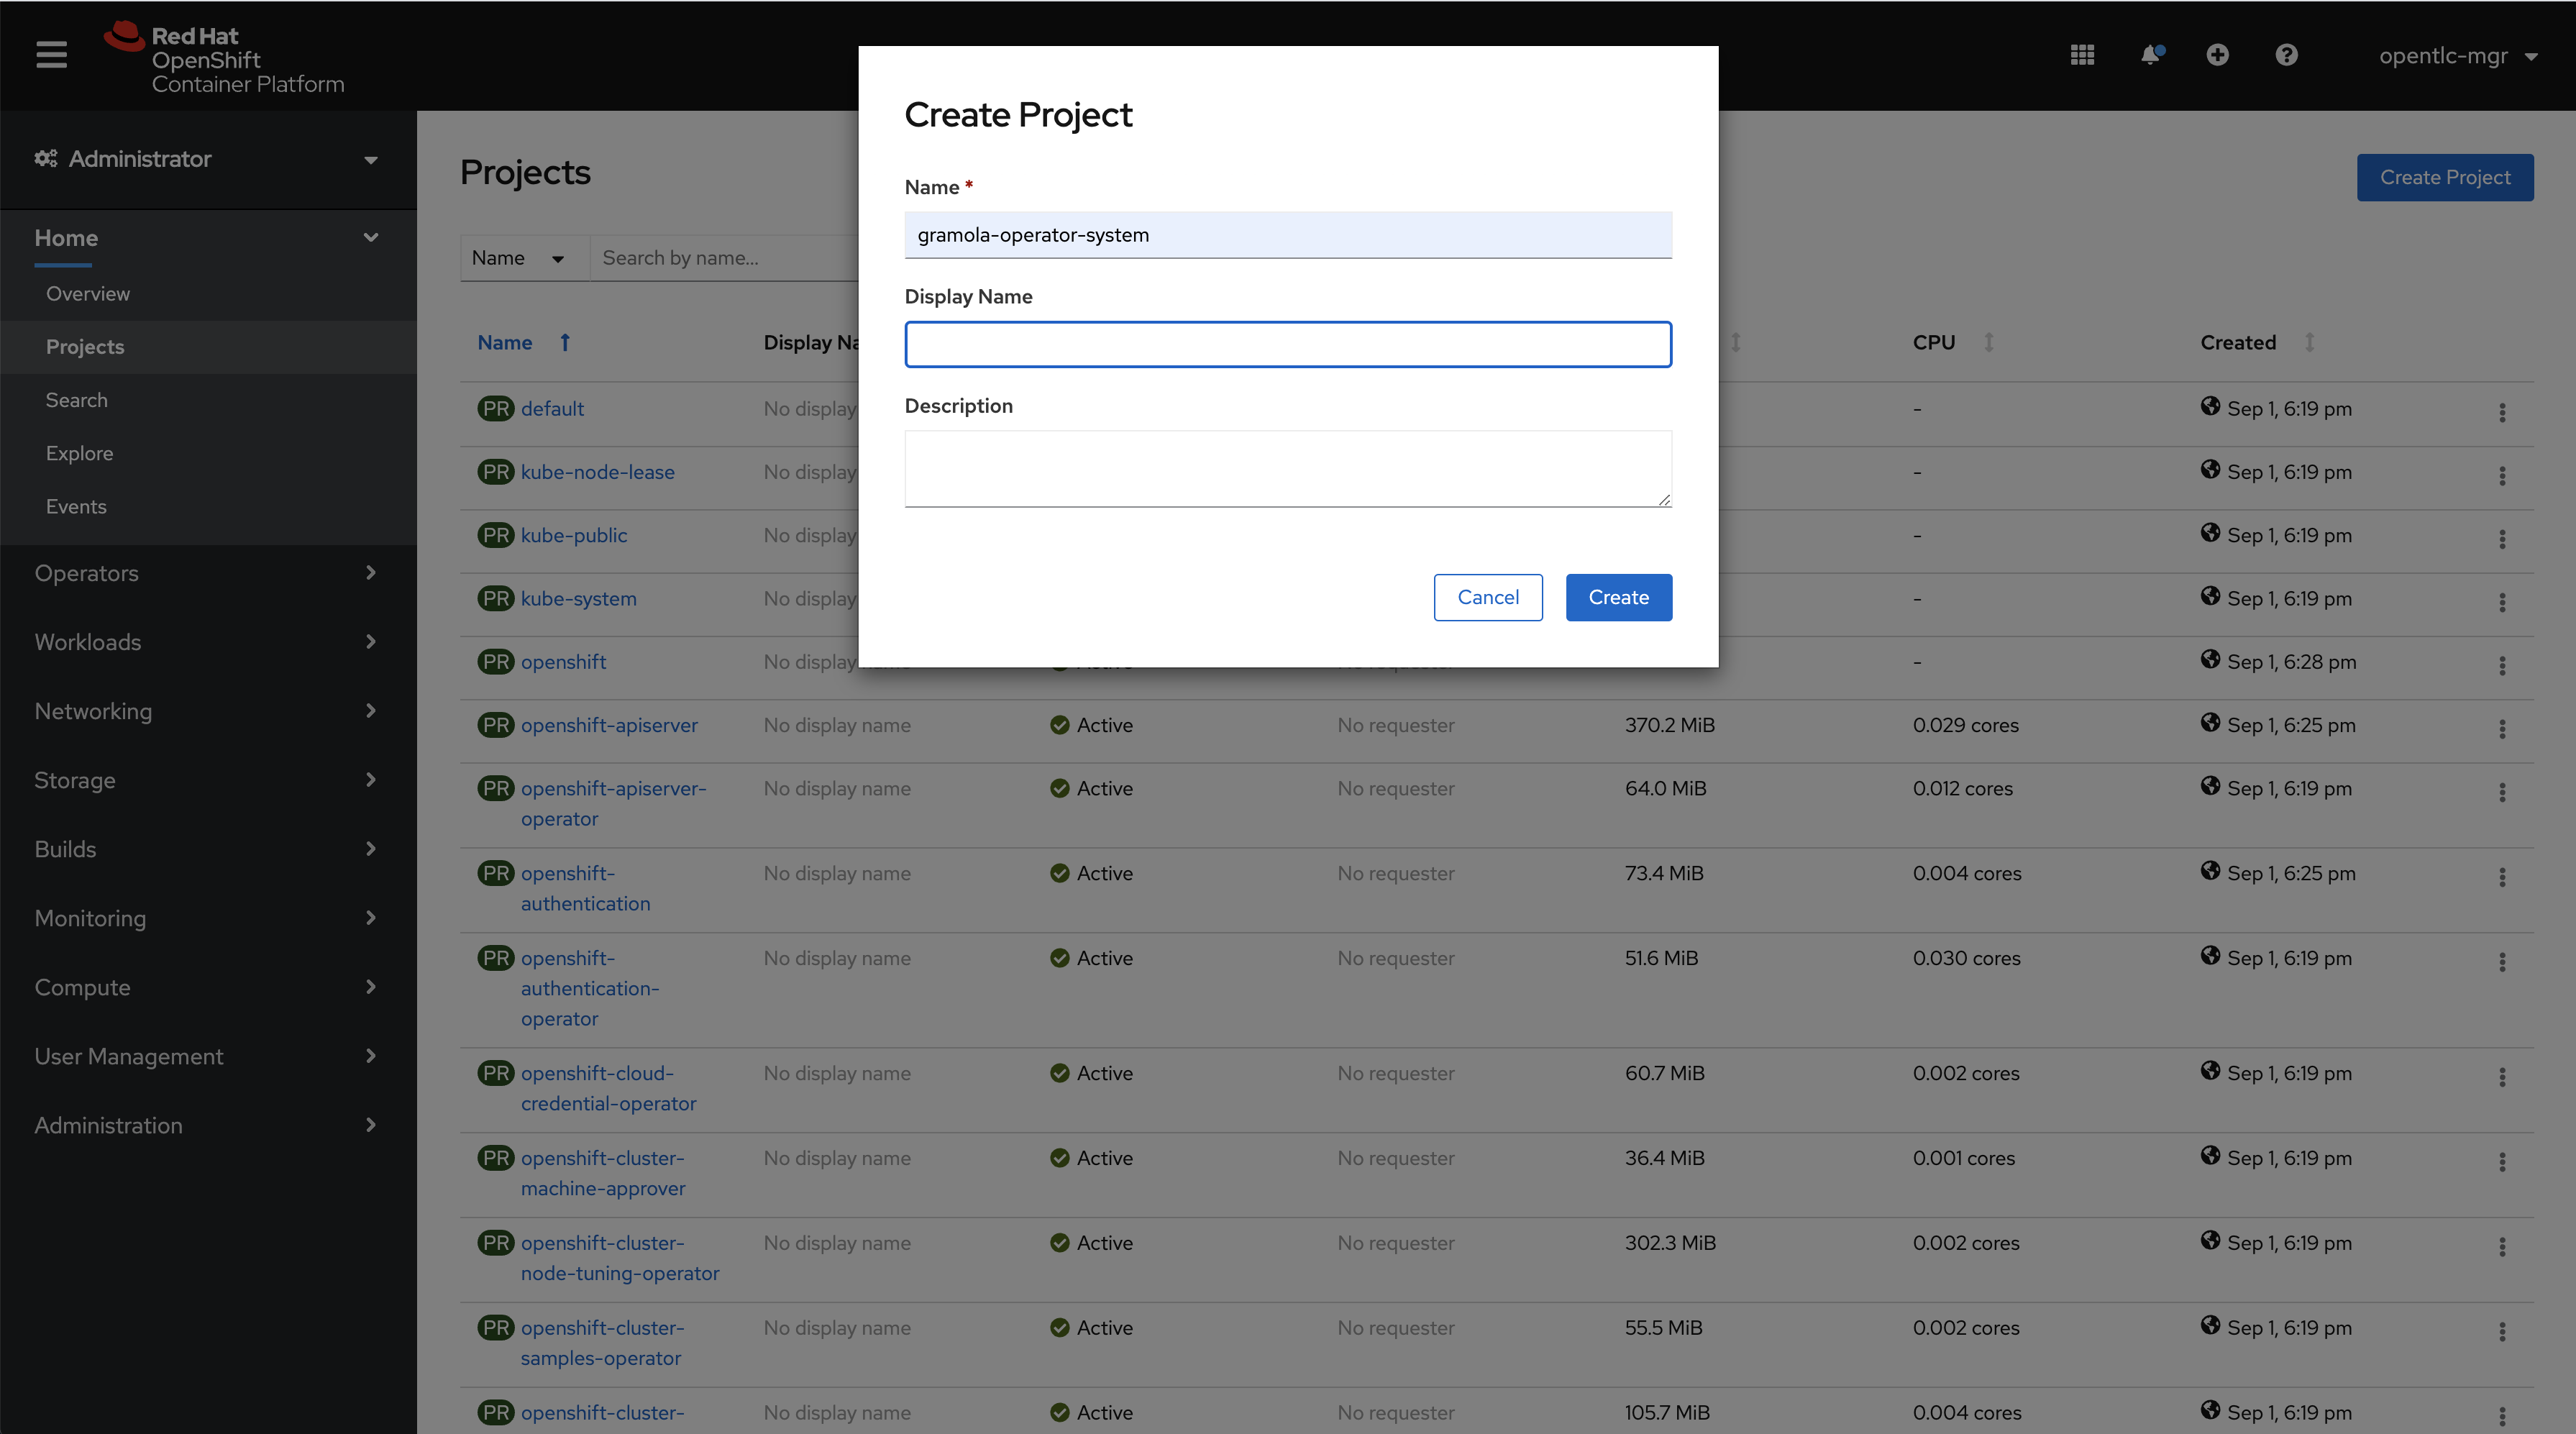 Red Hat
OpenShift
Container Platform
opentlc-mgr
Administrator
Home
Overview
Projects
Search
Explore
Events
Operators
Workloads
Networking
Storage
Builds
Monitoring
Compute
User Management
Administration
Projects
Create Project
Name
Search by name...
Create Project
Name *
gramola-operator-system
Display Name
Description
Cancel
Create
Name Display Na CPU Created
PR default No display - Sep 1, 6:19 pm
PR kube-node-lease No display - Sep 1, 6:19 pm
PR kube-public No display - Sep 1, 6:19 pm
PR kube-system No display - Sep 1, 6:19 pm
PR openshift No display name Active No requester - Sep 1, 6:28 pm
PR openshift-apiserver No display name Active No requester 370.2 MiB 0.029 cores Sep 1, 6:25 pm
PR openshift-apiserver- No display name Active No requester 64.0 MiB 0.012 cores Sep 1, 6:19 pm
operator
PR openshift- No display name Active No requester 73.4 MiB 0.004 cores Sep 1, 6:25 pm
authentication
PR openshift- No display name Active No requester 51.6 MiB 0.030 cores Sep 1, 6:19 pm
authentication-
operator
PR openshift-cloud- No display name Active No requester 60.7 MiB 0.002 cores Sep 1, 6:19 pm
credential-operator
PR openshift-cluster- No display name Active No requester 36.4 MiB 0.001 cores Sep 1, 6:19 pm
machine-approver
PR openshift-cluster- No display name Active No requester 302.3 MiB 0.002 cores Sep 1, 6:19 pm
node-tuning-operator
PR openshift-cluster- No display name Active No requester 55.5 MiB 0.002 cores Sep 1, 6:19 pm
samples-operator
PR openshift-cluster- No display name Active No requester 105.7 MiB 0.004 cores Sep 1, 6:19 pm